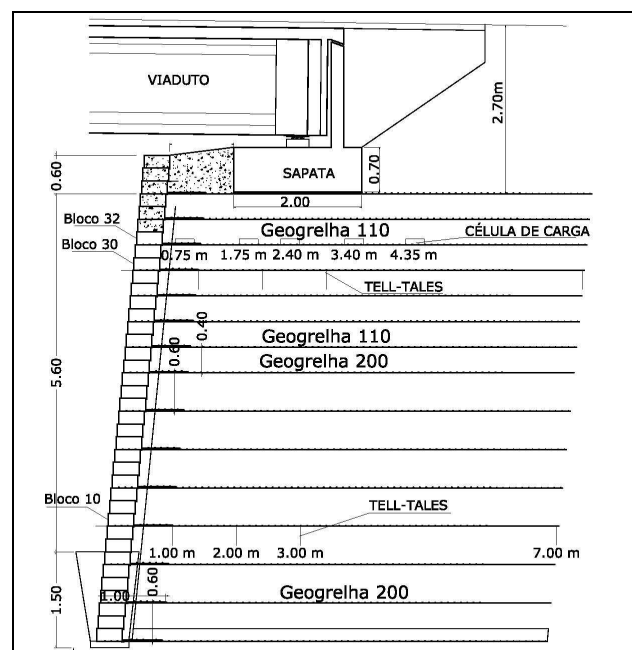 VIADUTO
2.70m
0.60
SAPATA
0.70
2.00
Bloco 32
Geogrelha 110
Bloco 30
CÉLULA DE CARGA
0.75 m 1.75 m 2.40 m 3.40 m 4.35 m
TELL-TALES
0.40
Geogrelha 110
0.60
Geogrelha 200
5.60
Bloco 10
TELL-TALES
1.00 m 2.00 m 3.00 m 7.00 m
1.50
1.00
0.60
Geogrelha 200